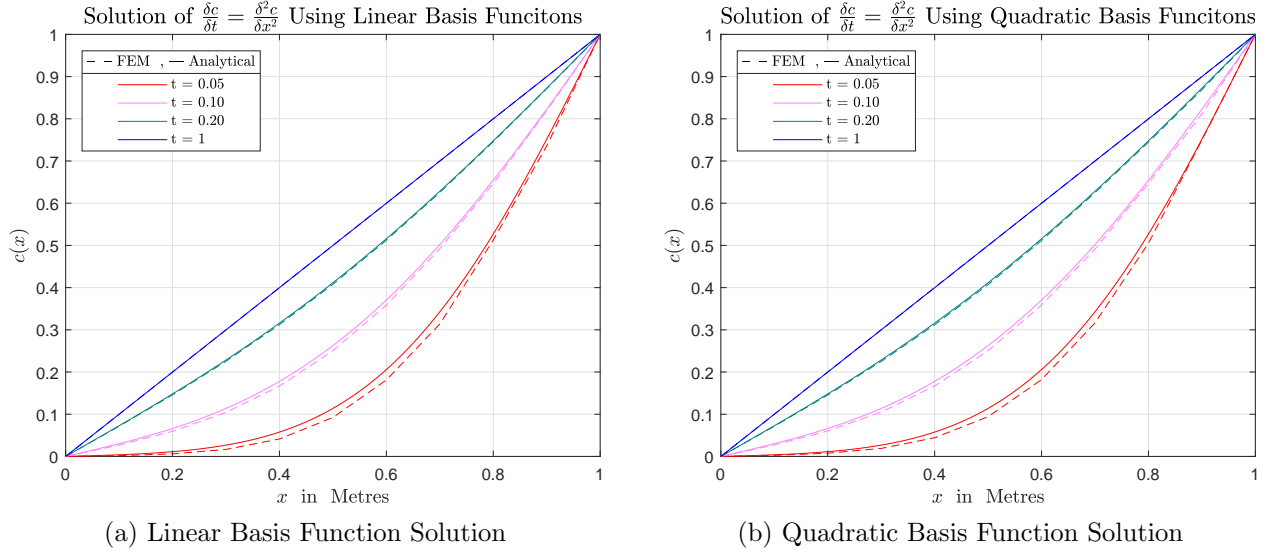 Solution of δc/δt = δ²c/δx² Using Linear Basis Funcitons
FEM , Analytical
t = 0.05
t = 0.10
t = 0.20
t = 1
1
0.9
0.8
0.7
0.6
0.5
0.4
0.3
0.2
0.1
0
c(x)
0 0.2 0.4 0.6 0.8 1
x in Metres
(a) Linear Basis Function Solution
Solution of δc/δt = δ²c/δx² Using Quadratic Basis Funcitons
FEM , Analytical
t = 0.05
t = 0.10
t = 0.20
t = 1
1
0.9
0.8
0.7
0.6
0.5
0.4
0.3
0.2
0.1
0
c(x)
0 0.2 0.4 0.6 0.8 1
x in Metres
(b) Quadratic Basis Function Solution